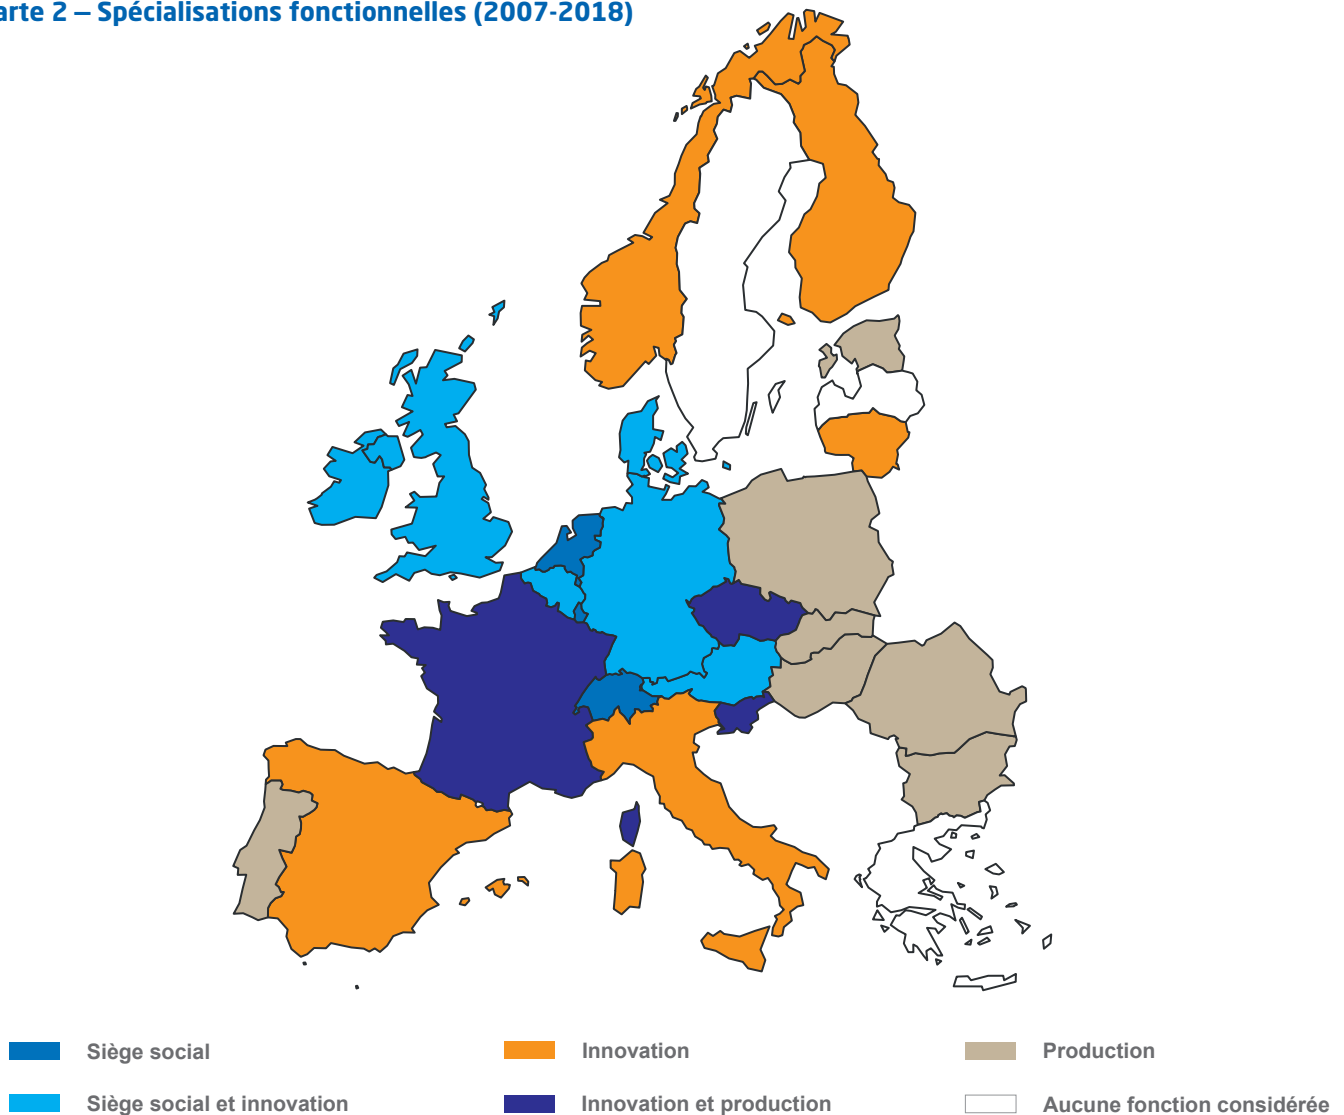 arte 2 – Spécialisations fonctionnelles (2007-2018)
Siège social
Innovation
Production
Siège social et innovation
Innovation et production
Aucune fonction considérée